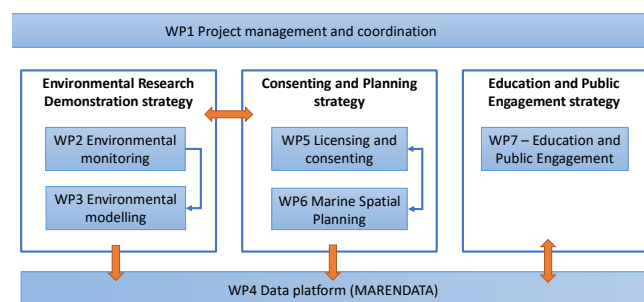 WP1 Project management and coordination
Environmental Research
Demonstration strategy
WP2 Environmental
monitoring
WP3 Environmental
modelling
Consenting and Planning
strategy
WP5 Licensing and
consenting
WP6 Marine Spatial
Planning
Education and Public
Engagement strategy
WP7 – Education and
Public Engagement
WP4 Data platform (MARENDATA)